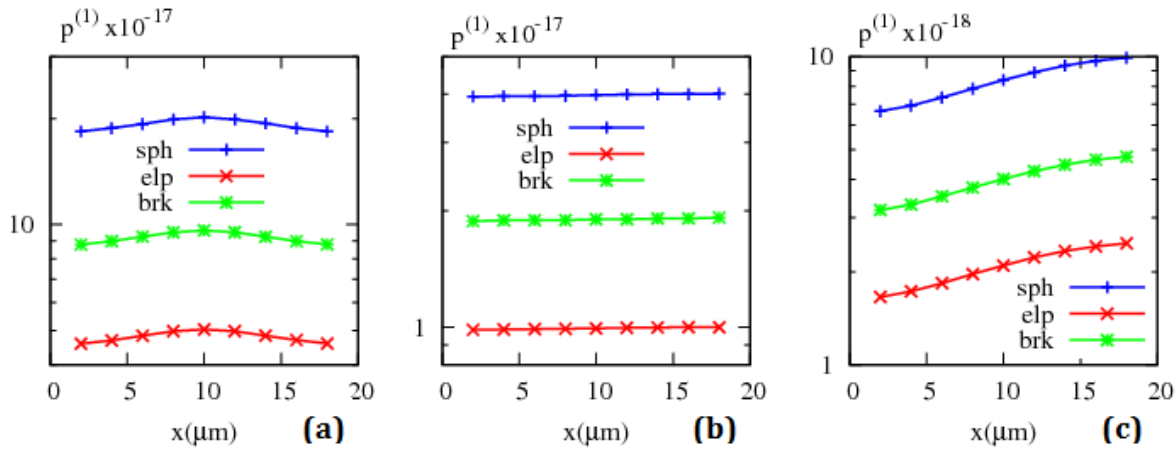 p(1) x10-17
10
sph
elp
brk
0 5 10 15 20
x(μm)
(a)
p(1) x10-17
1
sph
elp
brk
0 5 10 15 20
x(μm)
(b)
p(1) x10-18
10
1
sph
elp
brk
0 5 10 15 20
x(μm)
(c)